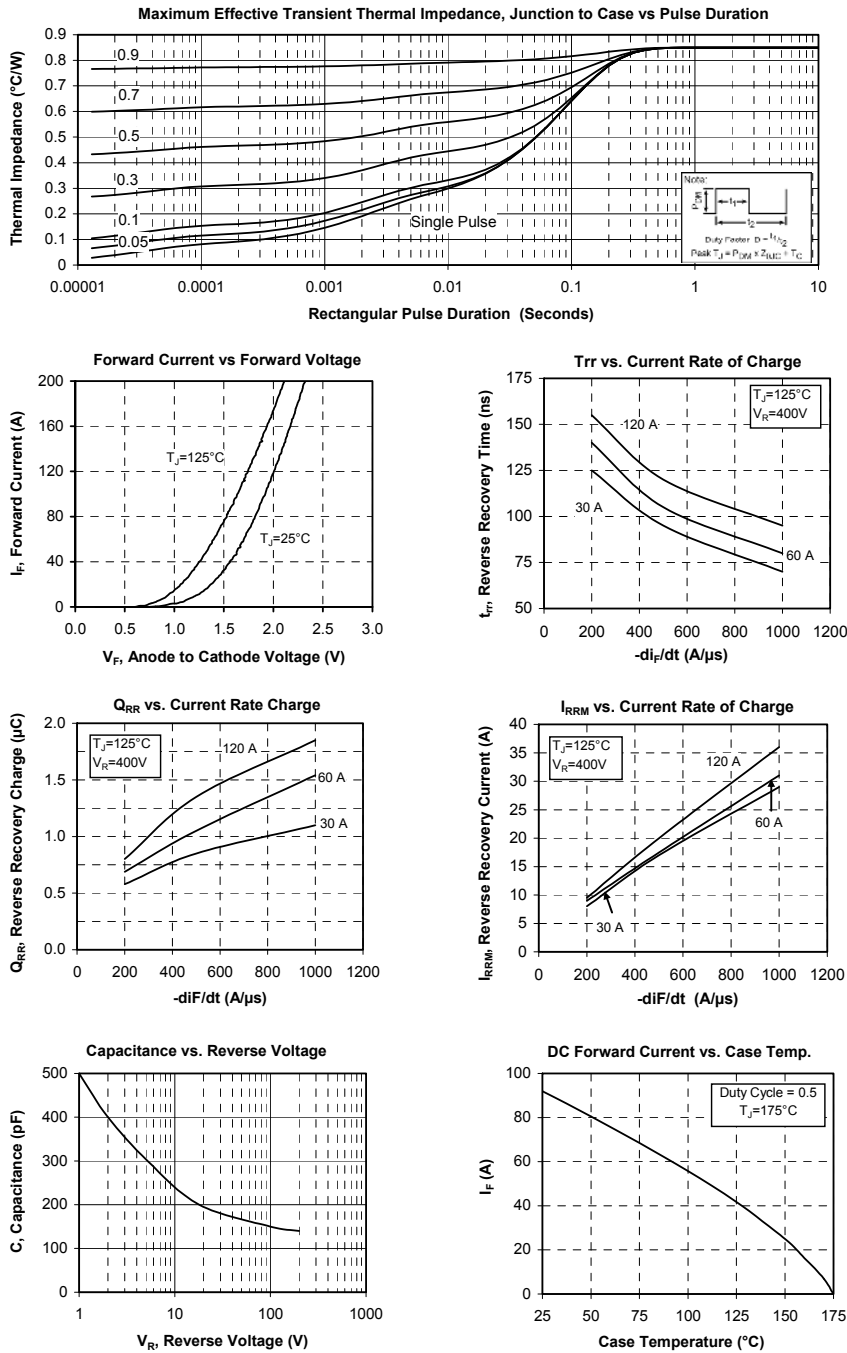 Maximum Effective Transient Thermal Impedance, Junction to Case vs Pulse Duration
Thermal Impedance (°C/W)
0.9
0.8
0.7
0.6
0.5
0.4
0.3
0.2
0.1
0
0.9
0.7
0.5
0.3
0.1
0.05
Single Pulse
Note:
PDM
t1
t2
Duty Factor D = t1/t2
Peak TJ = PDM x ZθJC + TC
0.00001
0.0001
0.001
0.01
0.1
1
10
Rectangular Pulse Duration (Seconds)
Forward Current vs Forward Voltage
IF, Forward Current (A)
200
160
120
80
40
0
TJ=125°C
TJ=25°C
0.0
0.5
1.0
1.5
2.0
2.5
3.0
VF, Anode to Cathode Voltage (V)
Trr vs. Current Rate of Charge
trr, Reverse Recovery Time (ns)
175
150
125
100
75
50
TJ=125°C
VR=400V
120 A
30 A
60 A
0
200
400
600
800
1000
1200
-diF/dt (A/µs)
QRR vs. Current Rate Charge
QRR, Reverse Recovery Charge (µC)
2.0
1.5
1.0
0.5
0.0
TJ=125°C
VR=400V
120 A
60 A
30 A
0
200
400
600
800
1000
1200
-diF/dt (A/µs)
IRRM vs. Current Rate of Charge
IRRM, Reverse Recovery Current (A)
40
35
30
25
20
15
10
5
0
TJ=125°C
VR=400V
120 A
60 A
30 A
0
200
400
600
800
1000
1200
-diF/dt (A/µs)
Capacitance vs. Reverse Voltage
C, Capacitance (pF)
500
400
300
200
100
0
1
10
100
1000
VR, Reverse Voltage (V)
DC Forward Current vs. Case Temp.
IF (A)
100
80
60
40
20
0
Duty Cycle = 0.5
TJ=175°C
25
50
75
100
125
150
175
Case Temperature (°C)